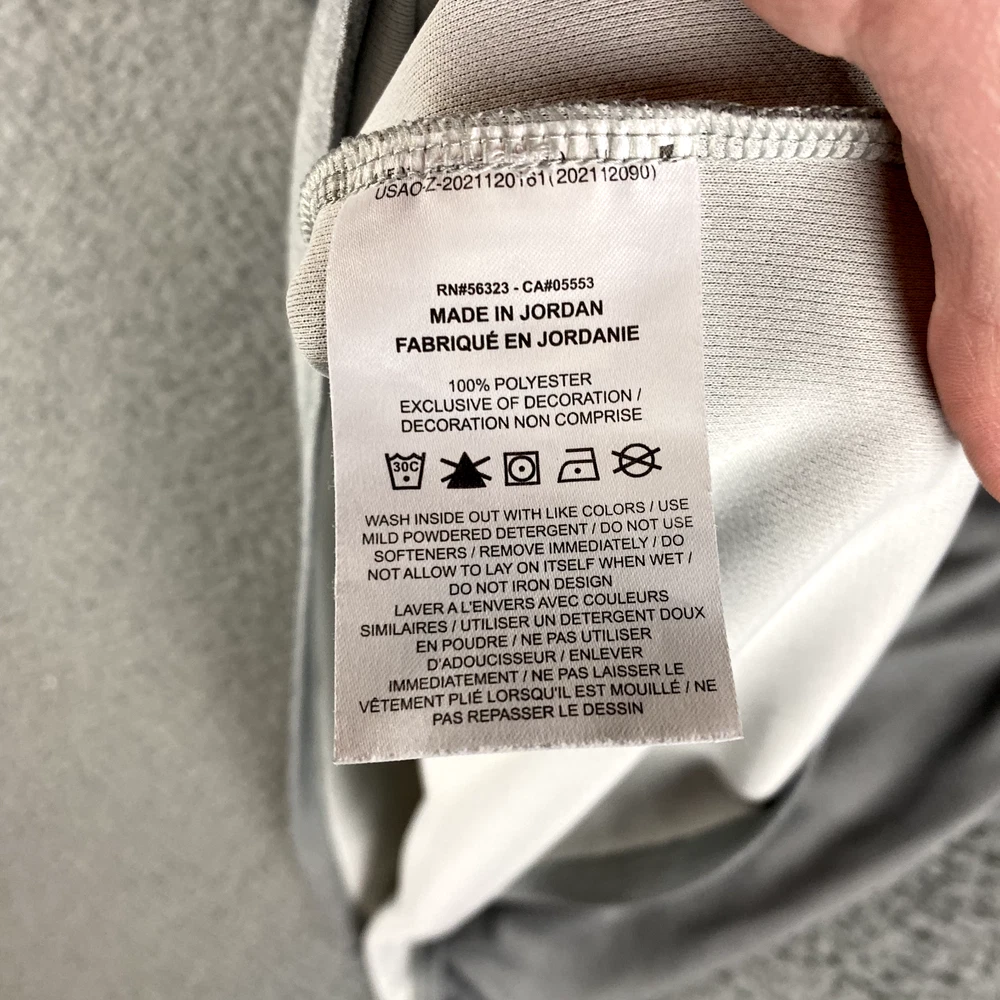 USAO-Z-2021120161(202112090)
RN#56323 - CA#05553
MADE IN JORDAN
FABRIQUÉ EN JORDANIE
100% POLYESTER
EXCLUSIVE OF DECORATION /
DECORATION NON COMPRISE
30C
WASH INSIDE OUT WITH LIKE COLORS / USE
MILD POWDERED DETERGENT / DO NOT USE
SOFTENERS / REMOVE IMMEDIATELY / DO
NOT ALLOW TO LAY ON ITSELF WHEN WET /
DO NOT IRON DESIGN
LAVER A L'ENVERS AVEC COULEURS
SIMILAIRES / UTILISER UN DETERGENT DOUX
EN POUDRE / NE PAS UTILISER
D'ADOUCISSEUR / ENLEVER
IMMEDIATEMENT / NE PAS LAISSER LE
VÊTEMENT PLIÉ LORSQU'IL EST MOUILLÉ / NE
PAS REPASSER LE DESSIN